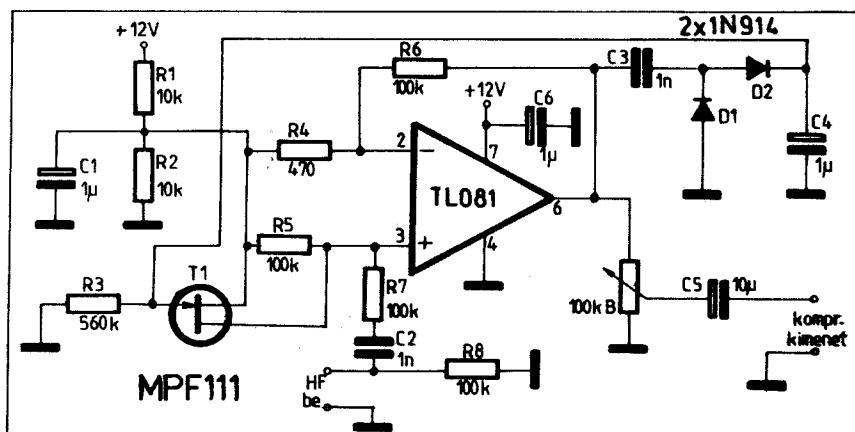 2x1N914
+12V
R1
10k
R2
10k
C1
1µ
R6
100k
+12V
C6
1µ
C3
1n
D1
D2
C4
1µ
R4
470
2
−
7
TL081
6
R5
100k
3
+
4
R7
100k
T1
R3
560k
C2
1n
R8
100k
100k B
C5
10µ
kompr.
kimenet
HF
be
MPF111